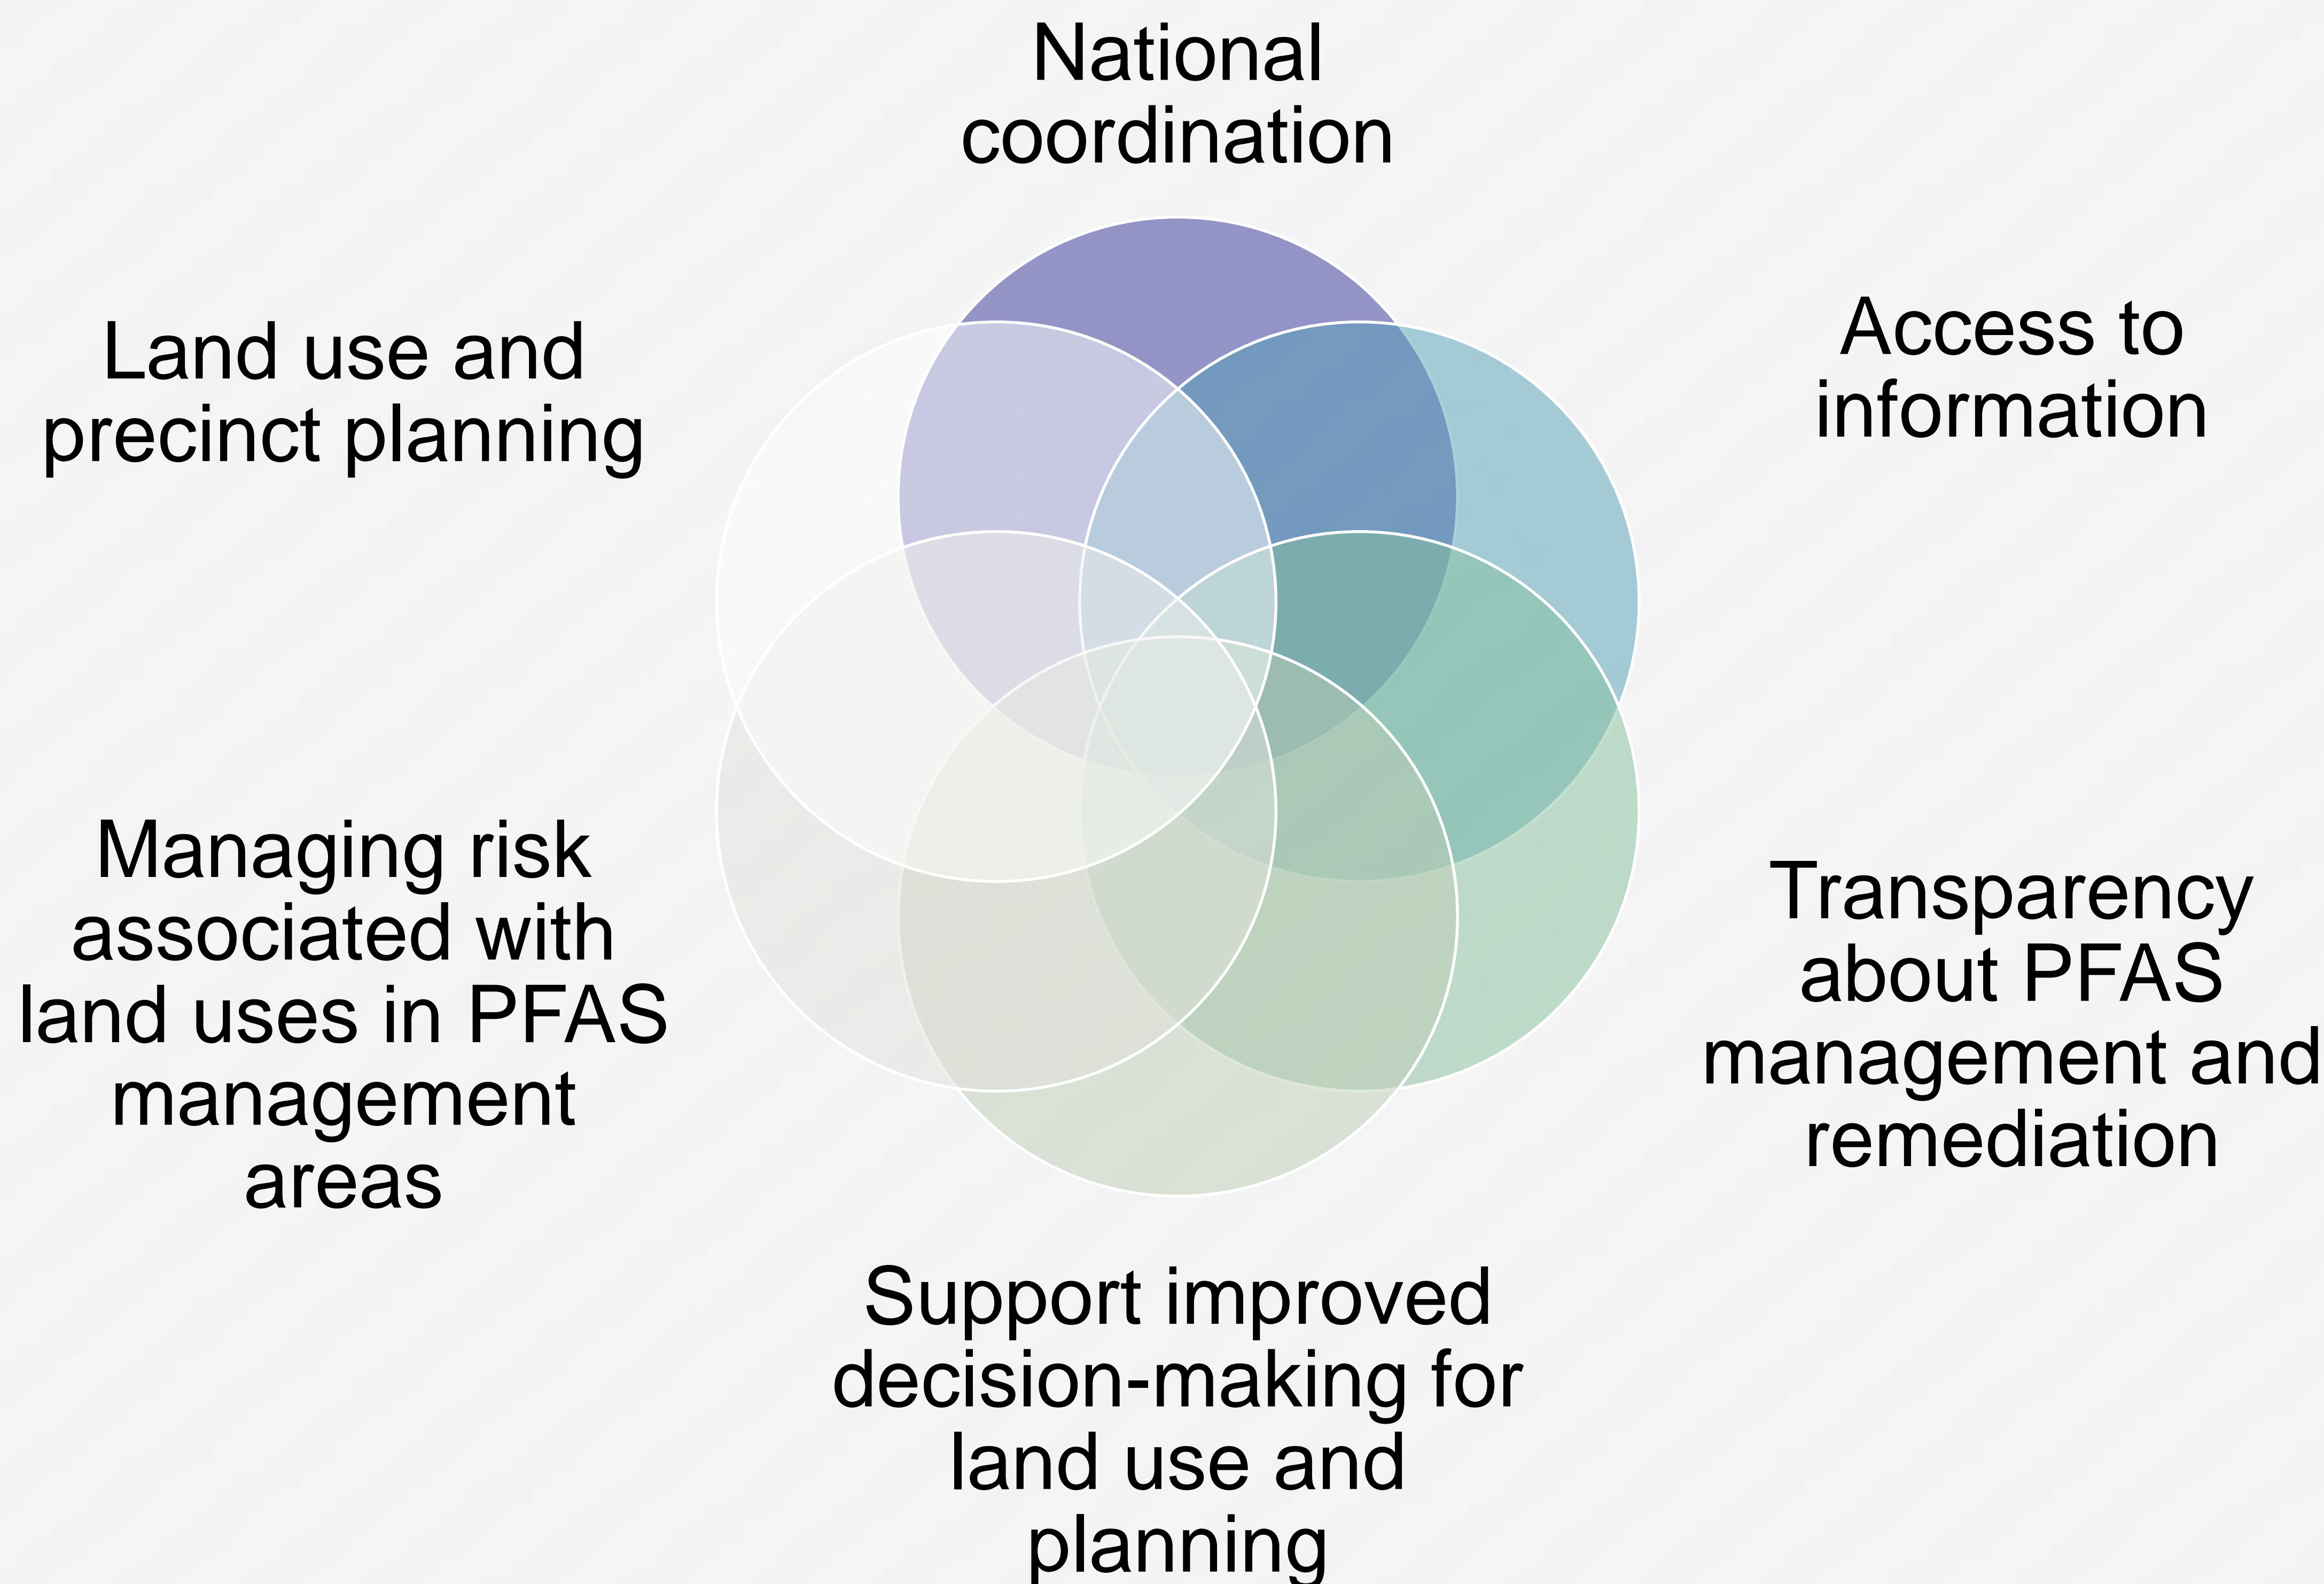 National
coordination
Access to
information
Transparency
about PFAS
management and
remediation
Support improved
decision-making for
land use and
planning
Managing risk
associated with
land uses in PFAS
management
areas
Land use and
precinct planning